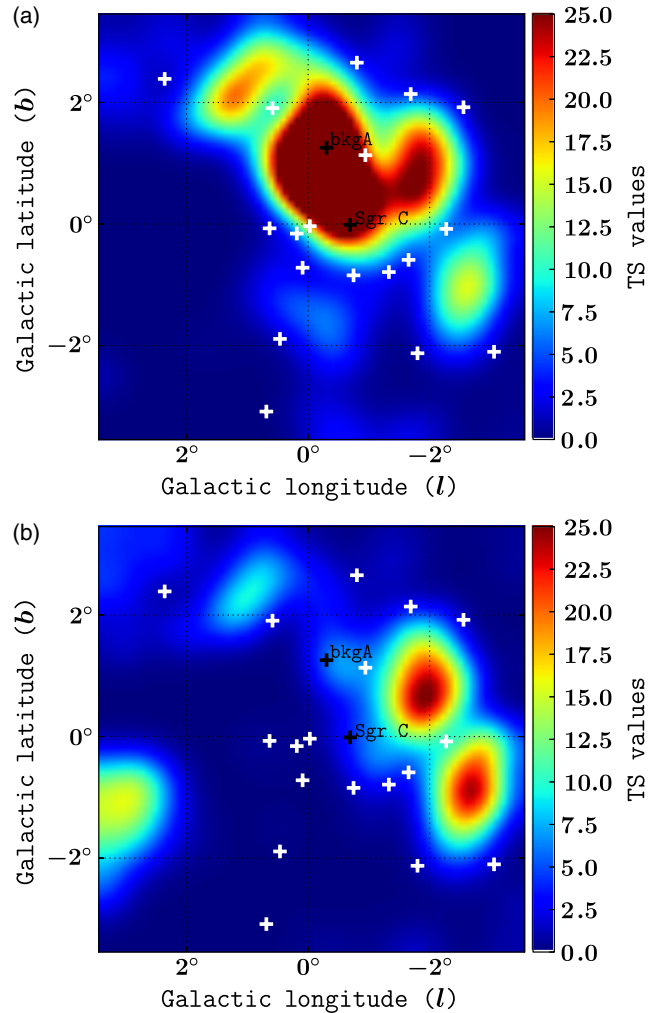 (a)
25.0
22.5
20.0
17.5
15.0
12.5
10.0
7.5
5.0
2.5
0.0
TS values
2°
0°
−2°
Galactic latitude (b)
bkgA
Sgr C
2° 0° −2°
Galactic longitude (l)
(b)
25.0
22.5
20.0
17.5
15.0
12.5
10.0
7.5
5.0
2.5
0.0
TS values
2°
0°
−2°
Galactic latitude (b)
bkgA
Sgr C
2° 0° −2°
Galactic longitude (l)